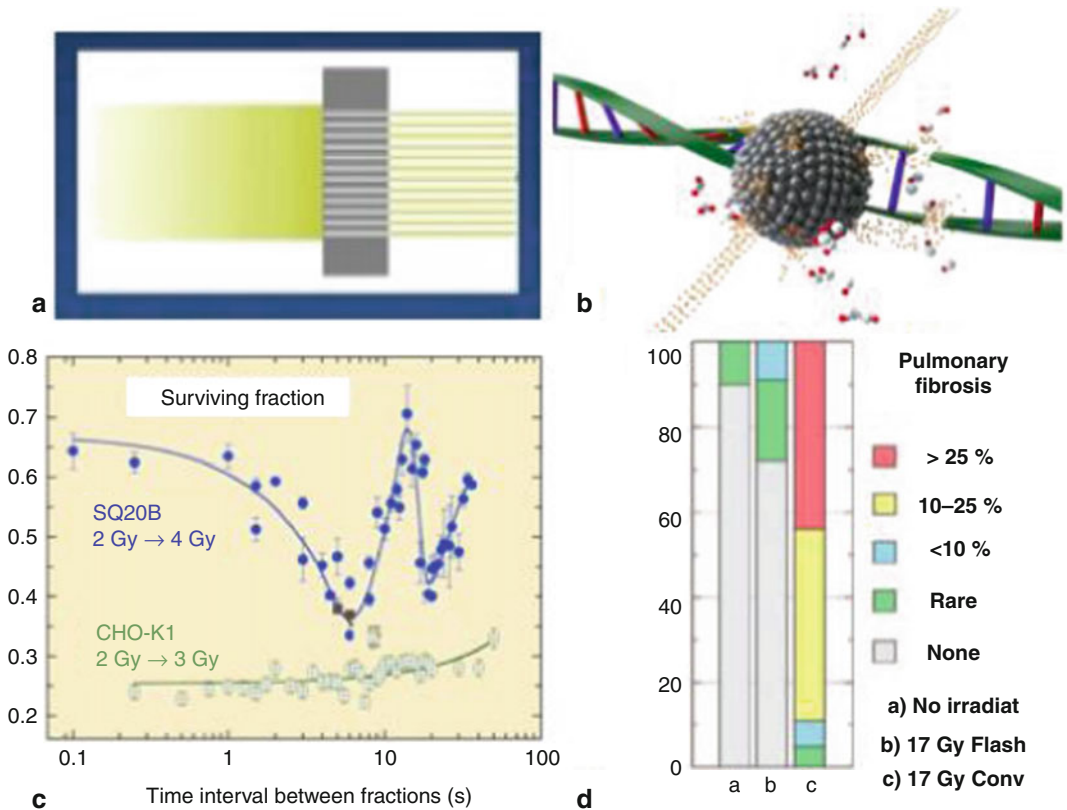 a
b
0.8
0.7
0.6
0.5
0.4
0.3
0.2
0.1
1
10
100
Surviving fraction
SQ20B
2 Gy → 4 Gy
CHO-K1
2 Gy → 3 Gy
c
Time interval between fractions (s)
100
80
60
40
20
0
a
b
c
d
Pulmonary
fibrosis
> 25 %
10–25 %
<10 %
Rare
None
a) No irradiat
b) 17 Gy Flash
c) 17 Gy Conv